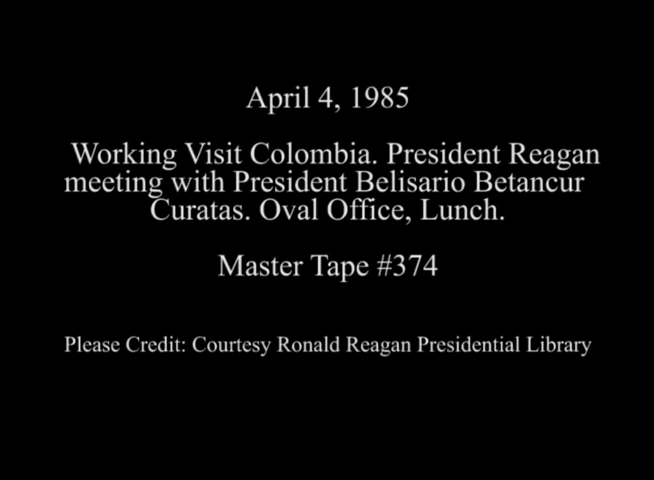 April 4, 1985
Working Visit Colombia. President Reagan
meeting with President Belisario Betancur
Curatas. Oval Office, Lunch.
Master Tape #374
Please Credit: Courtesy Ronald Reagan Presidential Library